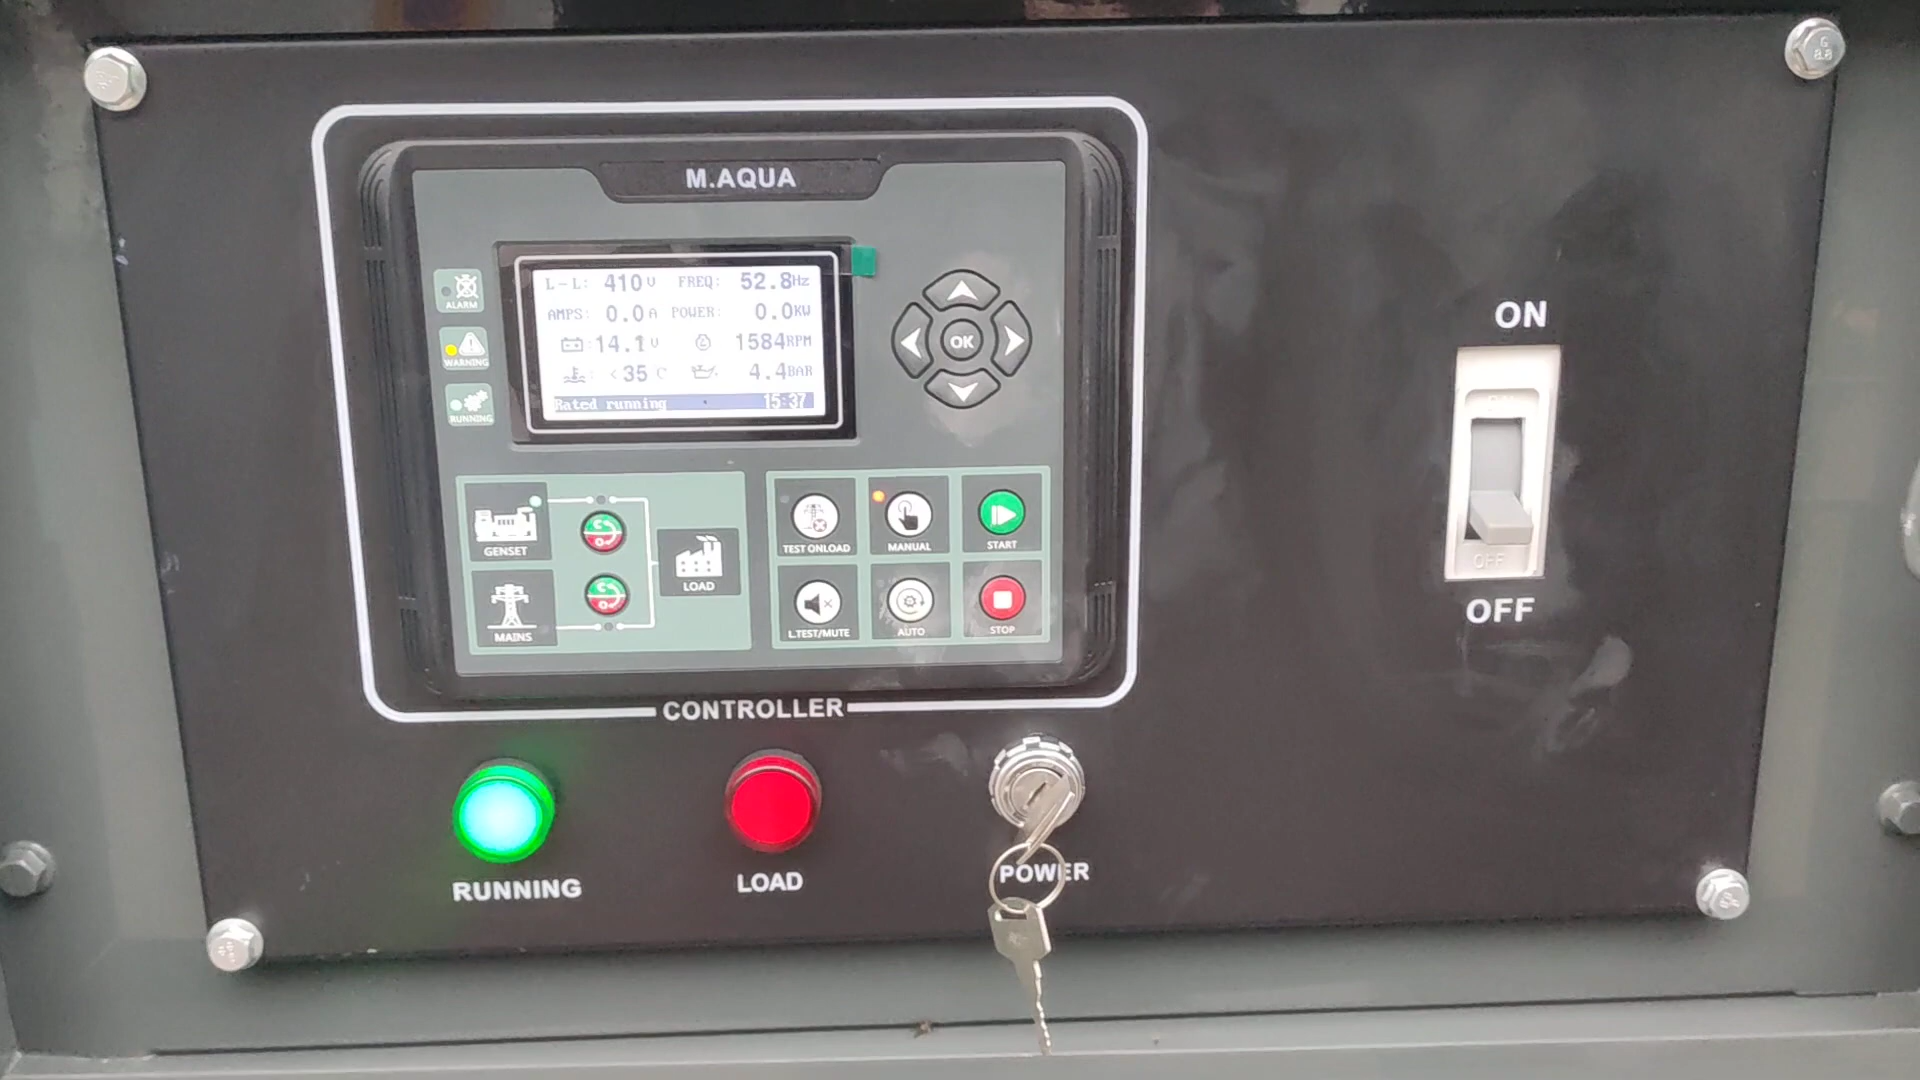 M.AQUA
L-L: 410V FREQ: 52.8Hz
AMPS: 0.0A POWER: 0.0KW
:14.1V 1584RPM
: <35°C : 4.4BAR
Rated running 15:37
ALARM
WARNING
RUNNING
OK
GENSET
MAINS
LOAD
TEST ONLOAD
MANUAL
START
L.TEST/MUTE
AUTO
STOP
CONTROLLER
RUNNING
LOAD
POWER
ON
OFF
OFF